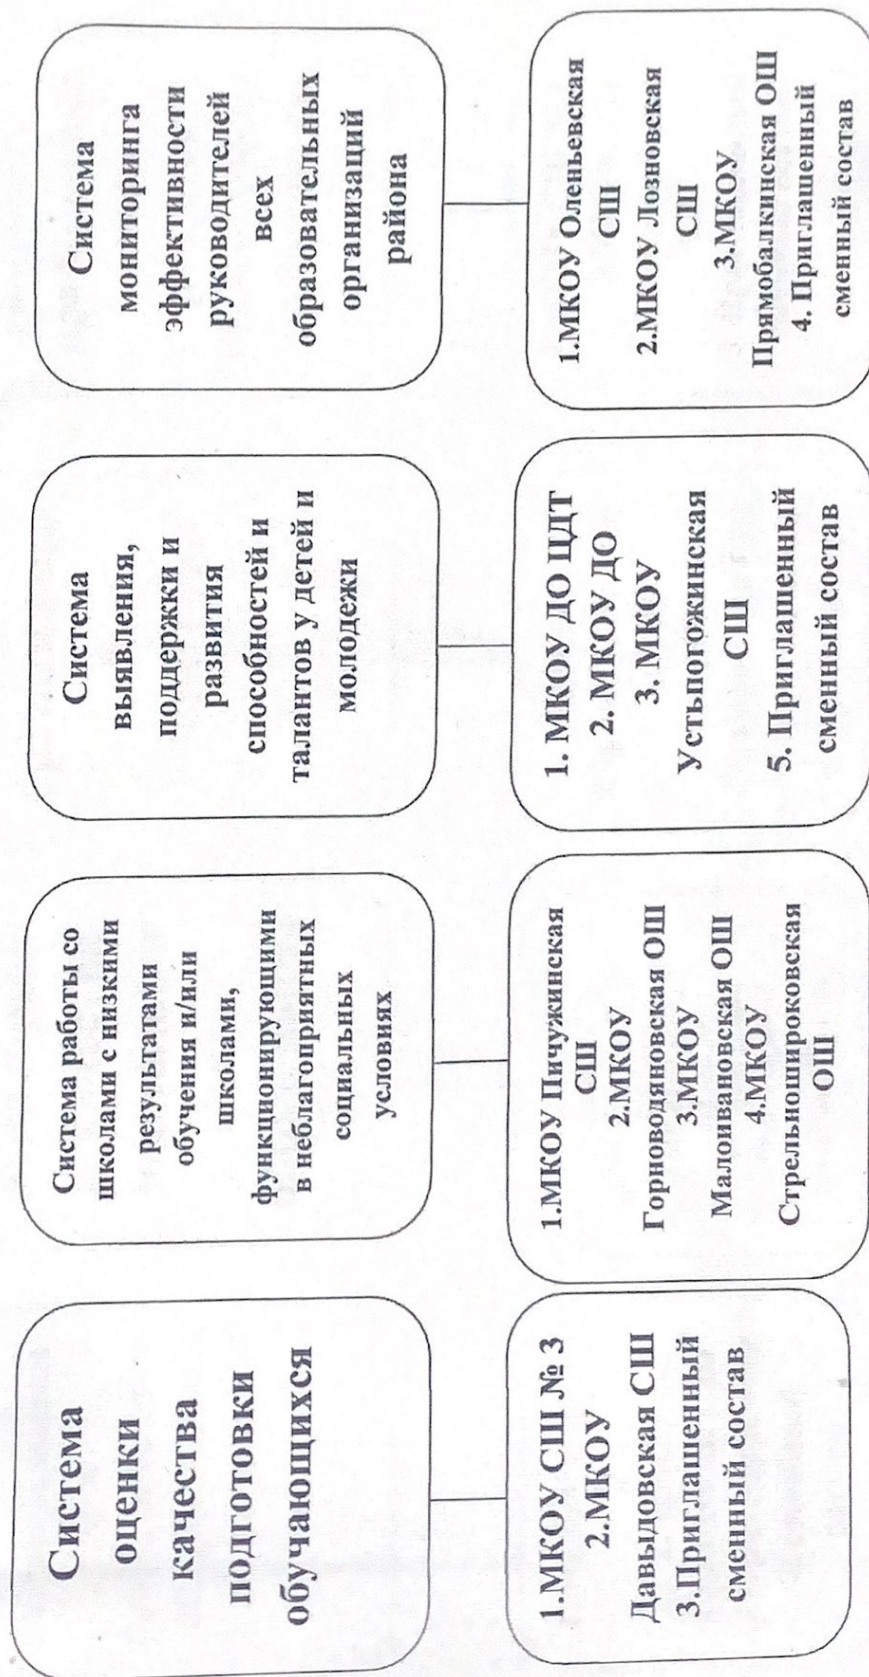 Система
оценки
качества
подготовки
обучающихся
1.МКОУ СШ № 3
2.МКОУ
Давыдовская СШ
3.Приглашенный
сменный состав
Система работы со
школами с низкими
результатами
обучения и/или
школами,
функционирующими
в неблагоприятных
социальных
условиях
1.МКОУ Пичужинская
СШ
2.МКОУ
Горноводяновская ОШ
3.МКОУ
Малоивановская ОШ
4.МКОУ
Стрельношироковская
ОШ
Система
выявления,
поддержки и
развития
способностей и
талантов у детей и
молодежи
1. МКОУ ДО ЦДТ
2. МКОУ ДО
3. МКОУ
Устьпогожинская
СШ
5. Приглашенный
сменный состав
Система
мониторинга
эффективности
руководителей
всех
образовательных
организаций
района
1.МКОУ Оленьевская
СШ
2.МКОУ Лозновская
СШ
3.МКОУ
Прямобалкинская ОШ
4. Приглашенный
сменный состав